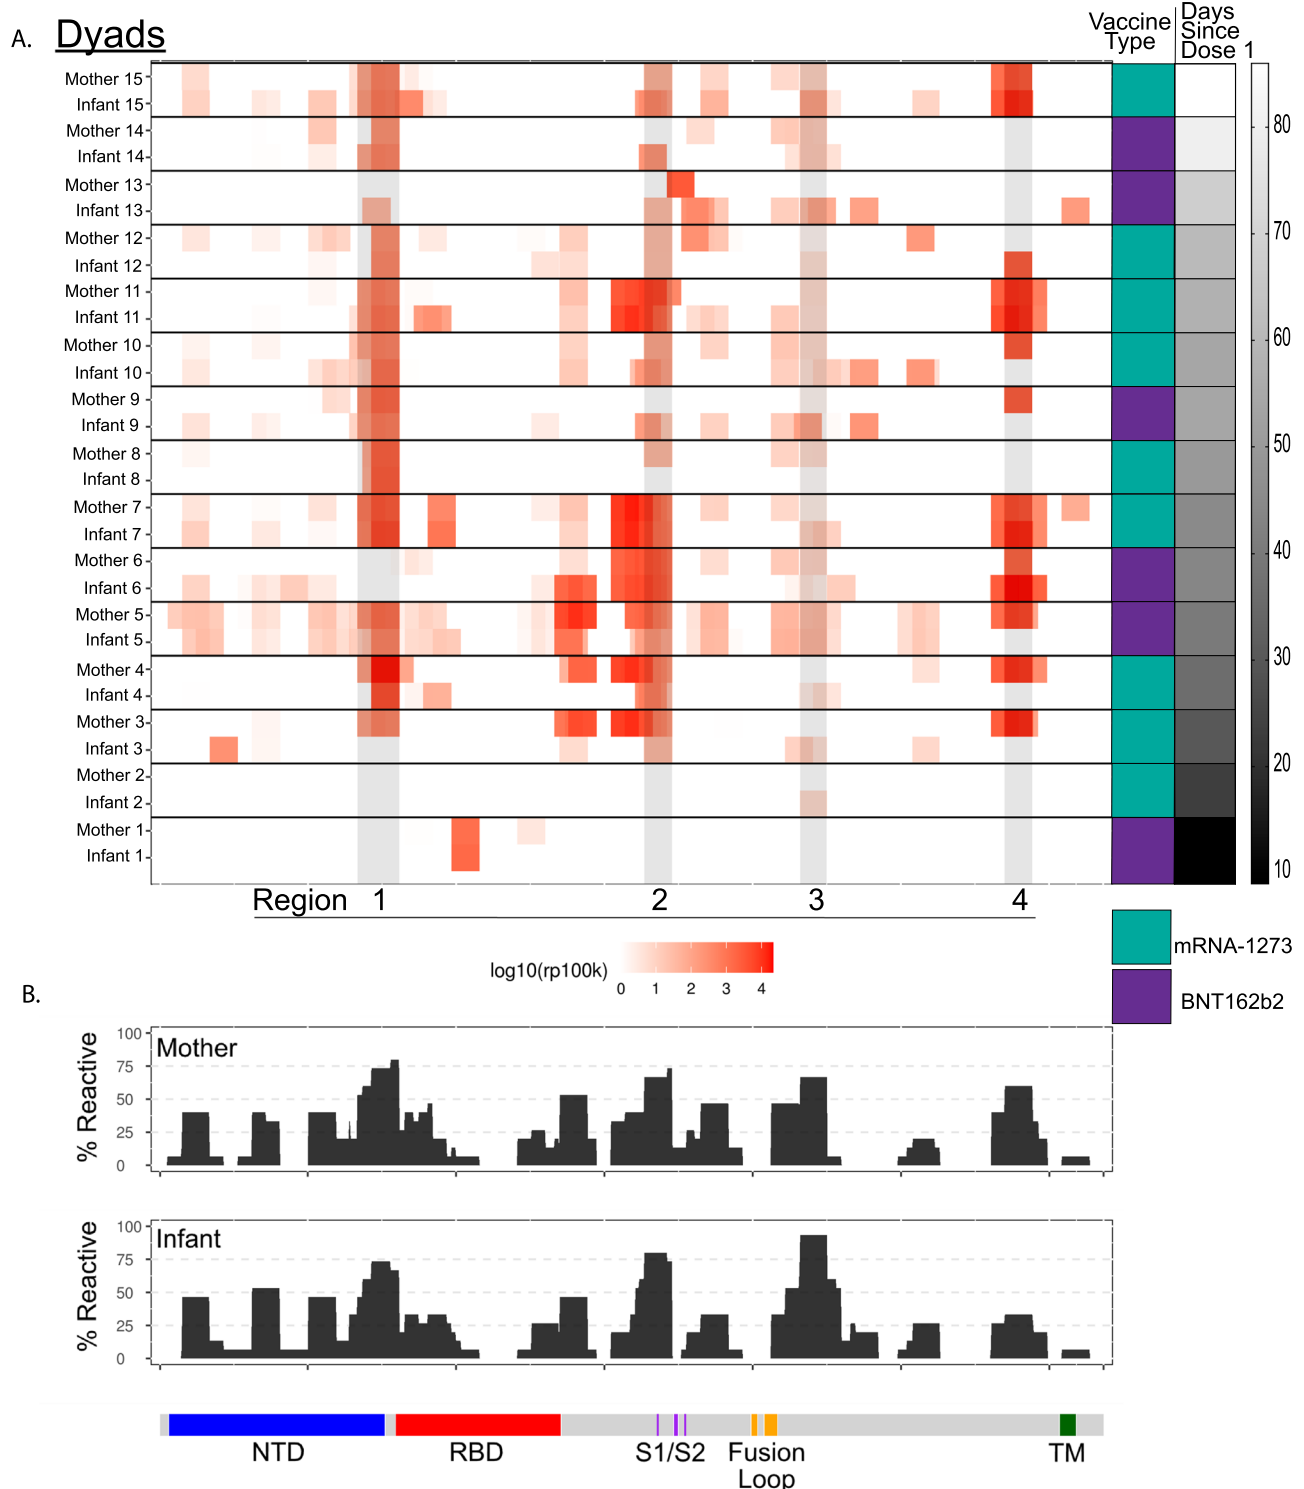 A. Dyads
Vaccine Type
Days Since Dose 1
Mother 15
Infant 15
Mother 14
Infant 14
Mother 13
Infant 13
Mother 12
Infant 12
Mother 11
Infant 11
Mother 10
Infant 10
Mother 9
Infant 9
Mother 8
Infant 8
Mother 7
Infant 7
Mother 6
Infant 6
Mother 5
Infant 5
Mother 4
Infant 4
Mother 3
Infant 3
Mother 2
Infant 2
Mother 1
Infant 1
80
70
60
50
40
30
20
10
Region 1 2 3 4
log10(rp100k)
0 1 2 3 4
mRNA-1273
BNT162b2
B.
Mother
% Reactive
100
75
50
25
0
Infant
% Reactive
100
75
50
25
0
NTD RBD S1/S2 Fusion Loop TM